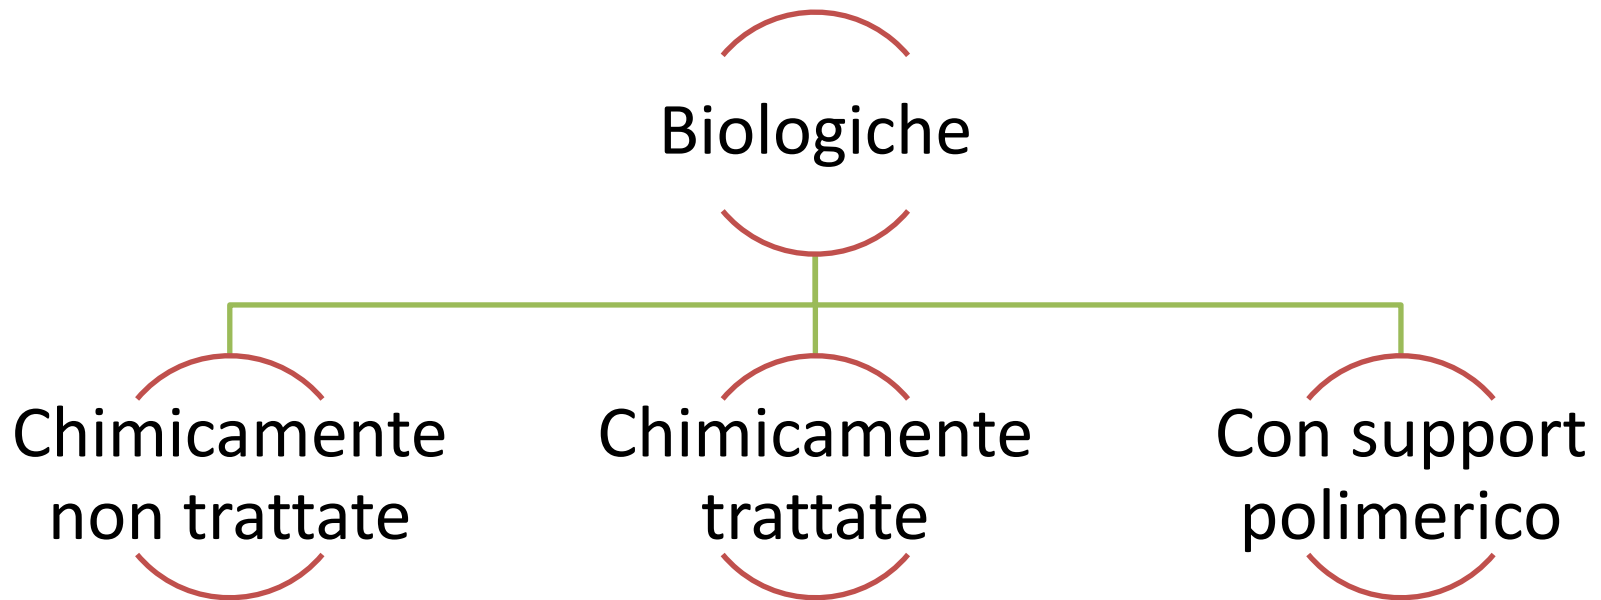 Biologiche
Chimicamente
non trattate
Chimicamente
trattate
Con support
polimerico